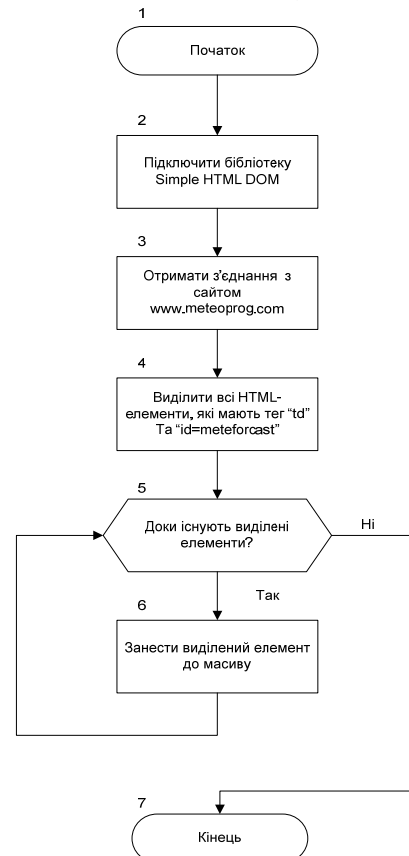 1
Початок
2
Підключити бібліотеку
Simple HTML DOM
3
Отримати з'єднання з
сайтом
www.meteoprog.com
4
Виділити всі HTML-
елементи, які мають тег "td"
Та "id=meteforcast"
5
Доки існують виділені
елементи?
Ні
Так
6
Занести виділений елемент
до масиву
7
Кінець